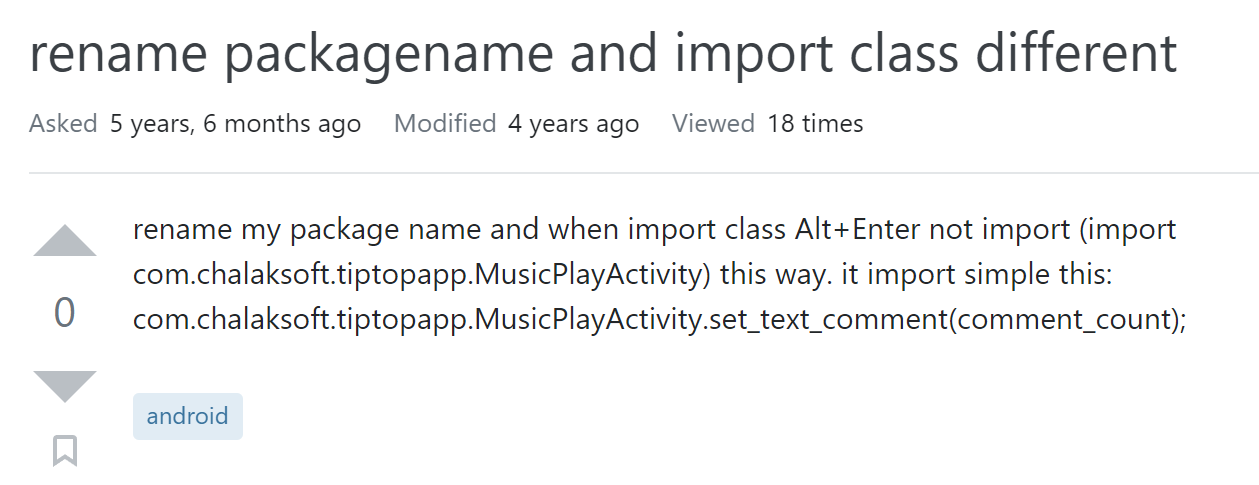 rename packagename and import class different
Asked 5 years, 6 months ago Modified 4 years ago Viewed 18 times
rename my package name and when import class Alt+Enter not import (import
com.chalaksoft.tiptopapp.MusicPlayActivity) this way. it import simple this:
0
com.chalaksoft.tiptopapp.MusicPlayActivity.set_text_comment(comment_count);
android